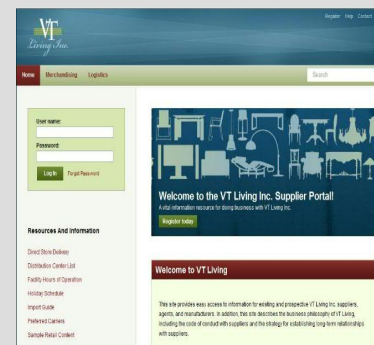 Register Help Contact
VT
Living Inc.
Home Merchandising Logistics
Search
User name:
Password:
Log In Forgot Password
Welcome to the VT Living Inc. Supplier Portal!
A vital information resource for doing business with VT Living Inc.
Register today
Resources And Information
Direct Store Delivery
Distribution Center List
Facility Hours of Operation
Holiday Schedule
Import Guide
Preferred Carriers
Sample Retail Content
Welcome to VT Living
This site provides easy access to information for existing and prospective VT Living Inc. suppliers,
agents, and manufacturers. In addition, this site describes the business philosophy of VT Living,
including the code of conduct with suppliers and the strategy for establishing long-term relationships
with suppliers.